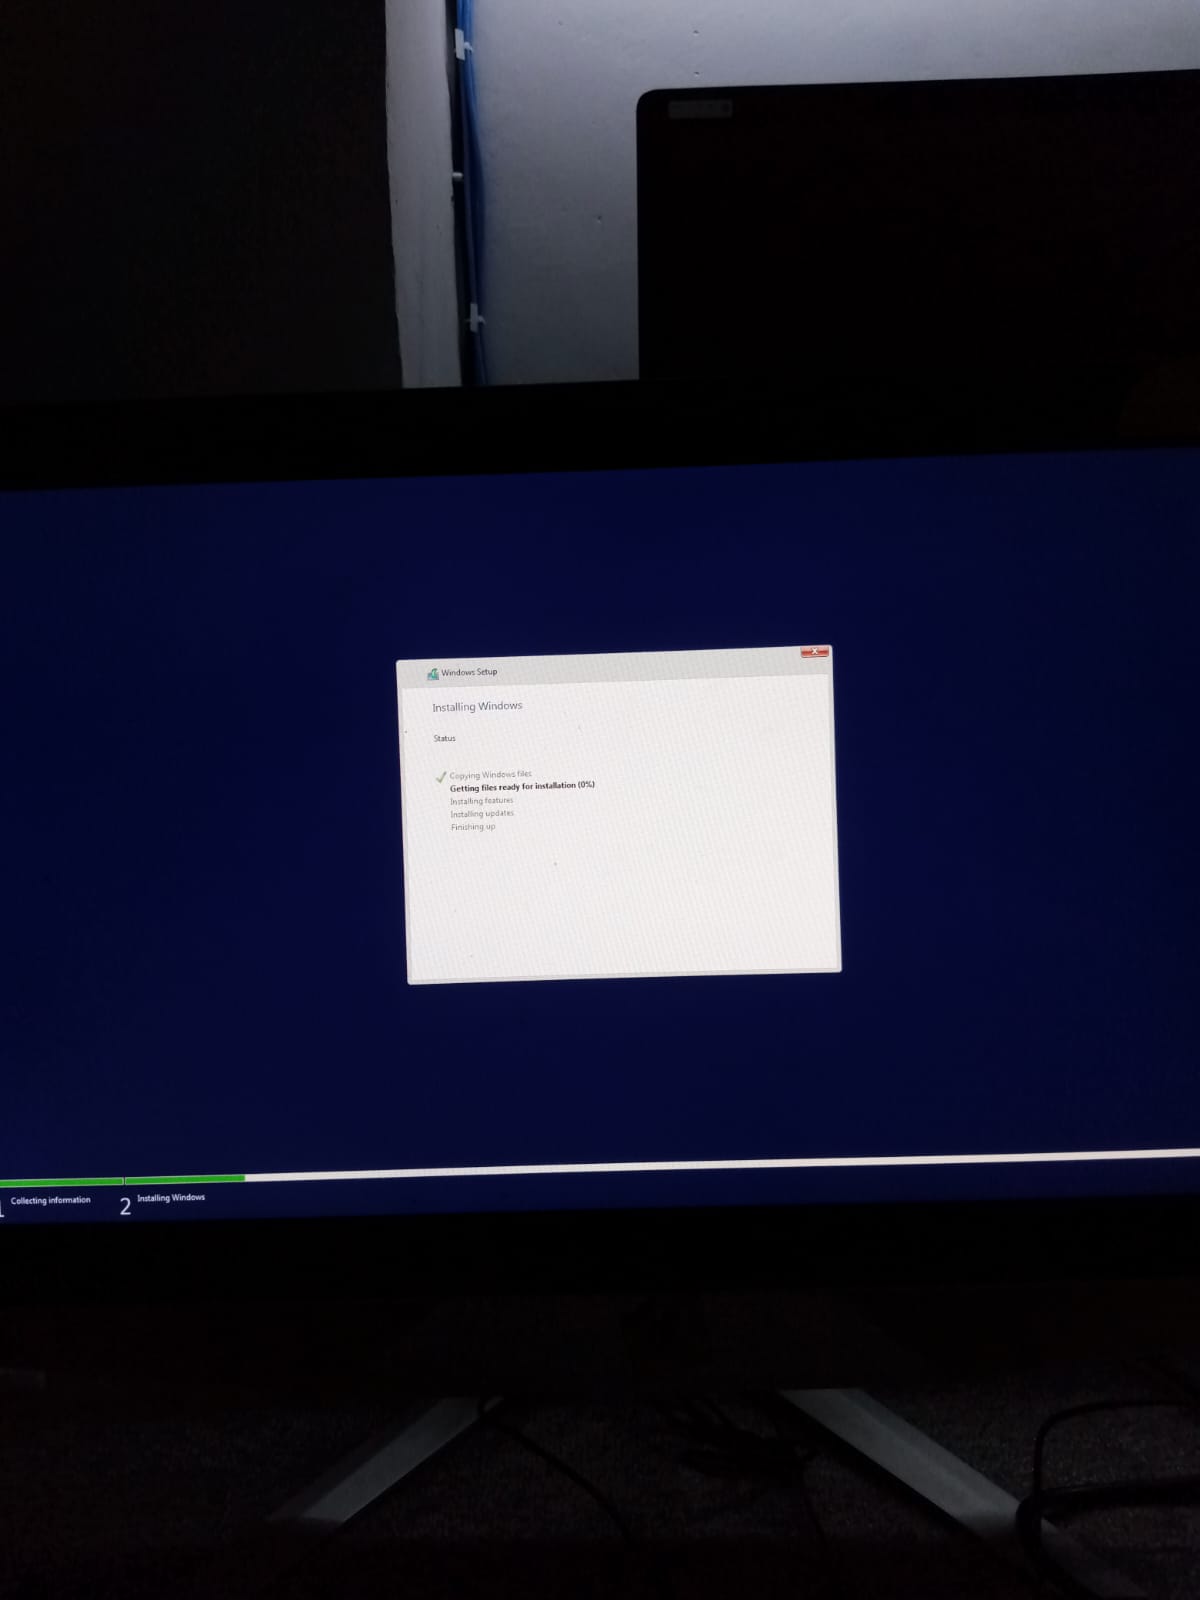 Windows Setup
Installing Windows
Status
Copying Windows files
Getting files ready for installation (0%)
Installing features
Installing updates
Finishing up
1 Collecting information
2 Installing Windows